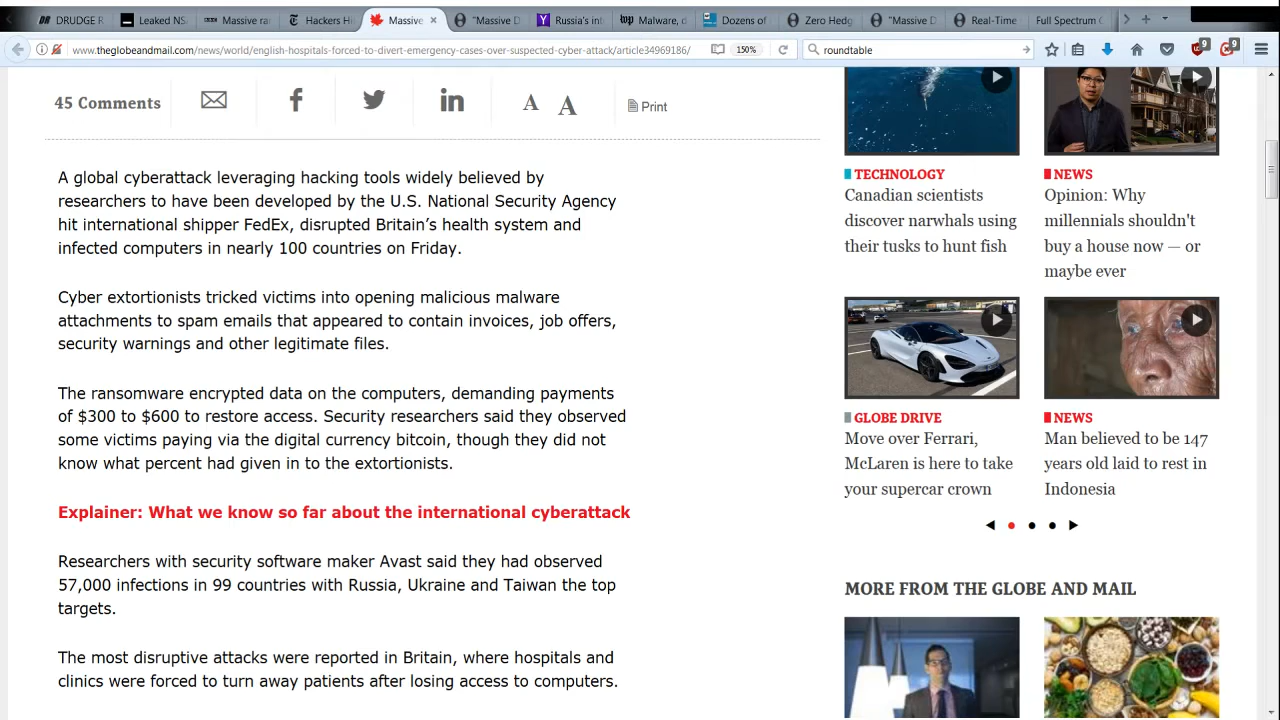 DRUDGE R
Leaked NS
Massive ra
Hackers Hi
Massive
"Massive D
Russia's in
Malware, d
Dozens of
Zero Hedg
"Massive D
Real-Time
Full Spectrum
www.theglobeandmail.com/news/world/english-hospitals-forced-to-divert-emergency-cases-over-suspected-cyber-attack/article34969186/
150%
roundtable
9
9
45 Comments
A A
Print
A global cyberattack leveraging hacking tools widely believed by
researchers to have been developed by the U.S. National Security Agency
hit international shipper FedEx, disrupted Britain's health system and
infected computers in nearly 100 countries on Friday.
Cyber extortionists tricked victims into opening malicious malware
attachments to spam emails that appeared to contain invoices, job offers,
security warnings and other legitimate files.
The ransomware encrypted data on the computers, demanding payments
of $300 to $600 to restore access. Security researchers said they observed
some victims paying via the digital currency bitcoin, though they did not
know what percent had given in to the extortionists.
Explainer: What we know so far about the international cyberattack
Researchers with security software maker Avast said they had observed
57,000 infections in 99 countries with Russia, Ukraine and Taiwan the top
targets.
The most disruptive attacks were reported in Britain, where hospitals and
clinics were forced to turn away patients after losing access to computers.
TECHNOLOGY
Canadian scientists
discover narwhals using
their tusks to hunt fish
NEWS
Opinion: Why
millennials shouldn't
buy a house now — or
maybe ever
GLOBE DRIVE
Move over Ferrari,
McLaren is here to take
your supercar crown
NEWS
Man believed to be 147
years old laid to rest in
Indonesia
MORE FROM THE GLOBE AND MAIL